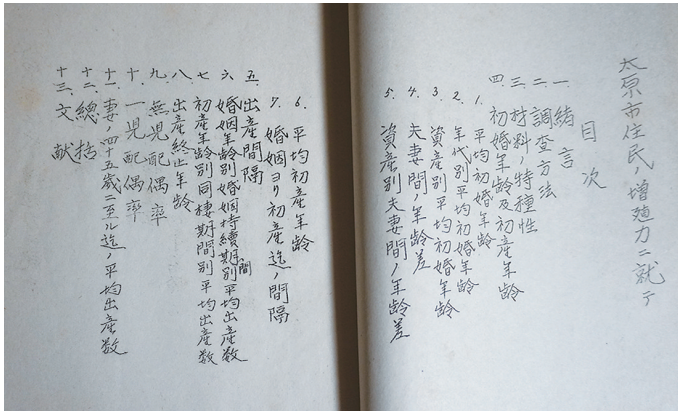 太原市住民ノ増殖力ニ就テ
目次
一、緒言
二、調査方法
三、材料ノ特種性
四、初婚年齢及初産年齢
1. 平均初婚年齢
2. 年代別平均初婚年齢
3. 資産別平均初婚年齢
4. 夫妻間ノ年齢差
5. 資産別夫妻間ノ年齢差
6. 平均初産年齢
7. 婚姻ヨリ初産迄ノ間隔
五、出産間隔
六、婚姻年齢別婚姻持続期間別平均出産数
七、初産年齢別同棲期間別平均出産数
八、出産終止年齢
九、無児配偶率
十、一児配偶率
十一、妻ノ四十五歳ニ至ル迄ノ平均出産数
十二、總括
十三、文献